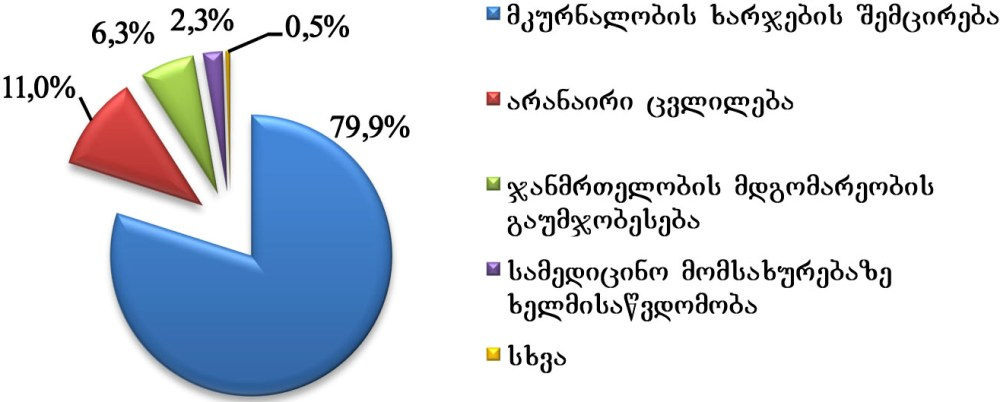 6,3%
2,3%
0,5%
11,0%
79,9%
მკურნალობის ხარჯების შემცირება
არანაირი ცვლილება
ჯანმრთელობის მდგომარეობის
გაუმჯობესება
სამედიცინო მომსახურებაზე
ხელმისაწვდომობა
სხვა